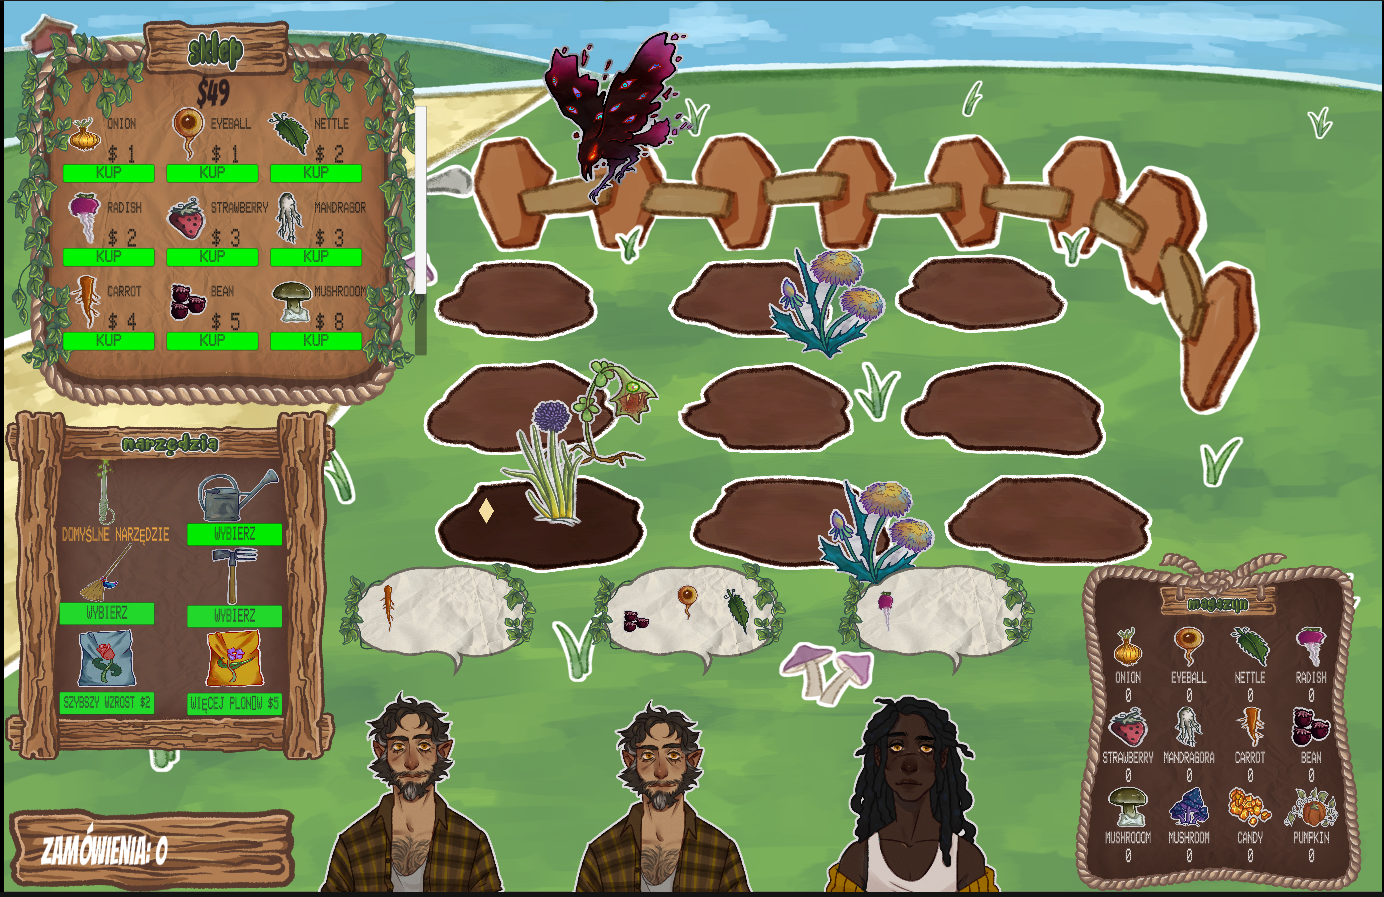 sklep
$49
ONION EYEBALL NETTLE
$ 1 $ 1 $ 2
KUP KUP KUP
RADISH STRAWBERRY MANDRAGOR
$ 2 $ 3 $ 3
KUP KUP KUP
CARROT BEAN MUSHROOOM
$ 4 $ 5 $ 8
KUP KUP KUP
narzędzia
DOMYŚLNE NARZĘDZIE WYBIERZ
WYBIERZ WYBIERZ
SZYBSZY WZROST $2 WIĘCEJ PLON▯W $5
ZAMÓWIENIA: 0
magazyn
ONION EYEBALL NETTLE RADISH
0 0 0 0
STRAWBERRY MANDRAGORA CARROT BEAN
0 0 0 0
MUSHROOOM MUSHROOM CANDY PUMPKIN
0 0 0 0